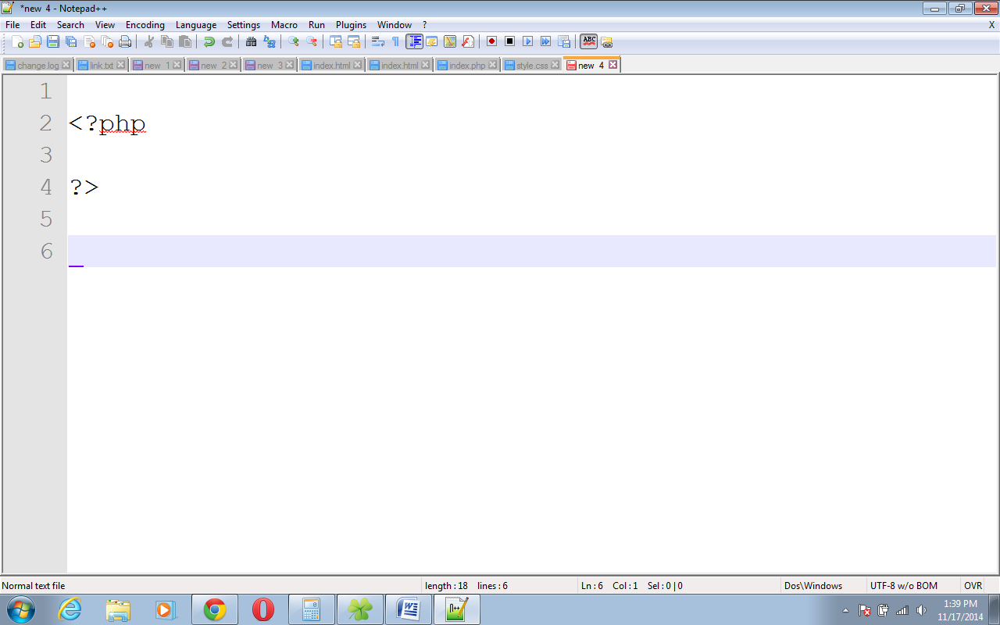 *new 4 - Notepad++
File Edit Search View Encoding Language Settings Macro Run Plugins Window ? X
ABC
change.log link.txt new 1 new 2 new 3 index.html index.html index.php style.css new 4
1
2 <?php
3
4 ?>
5
6
Normal text file length : 18 lines : 6 Ln : 6 Col : 1 Sel : 0 | 0 Dos\Windows UTF-8 w/o BOM OVR
1:39 PM
11/17/2014